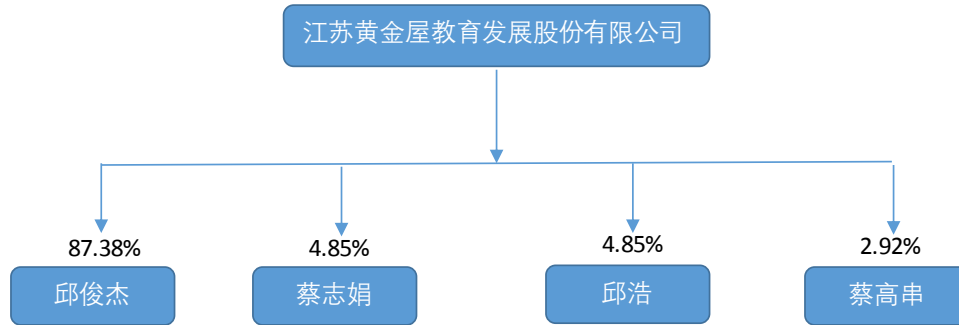 江苏黄金屋教育发展股份有限公司
87.38%
4.85%
4.85%
2.92%
邱俊杰
蔡志娟
邱浩
蔡高串